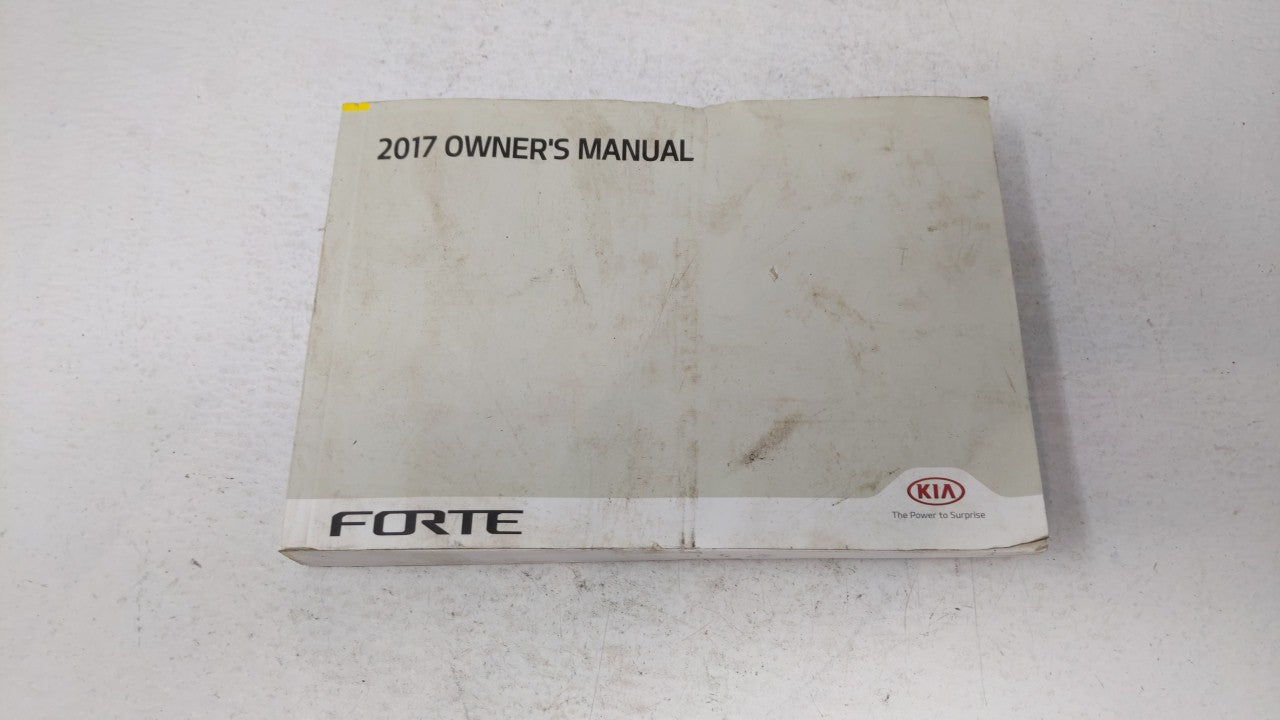 2017 OWNER'S MANUAL
FORTE
KIA
The Power to Surprise